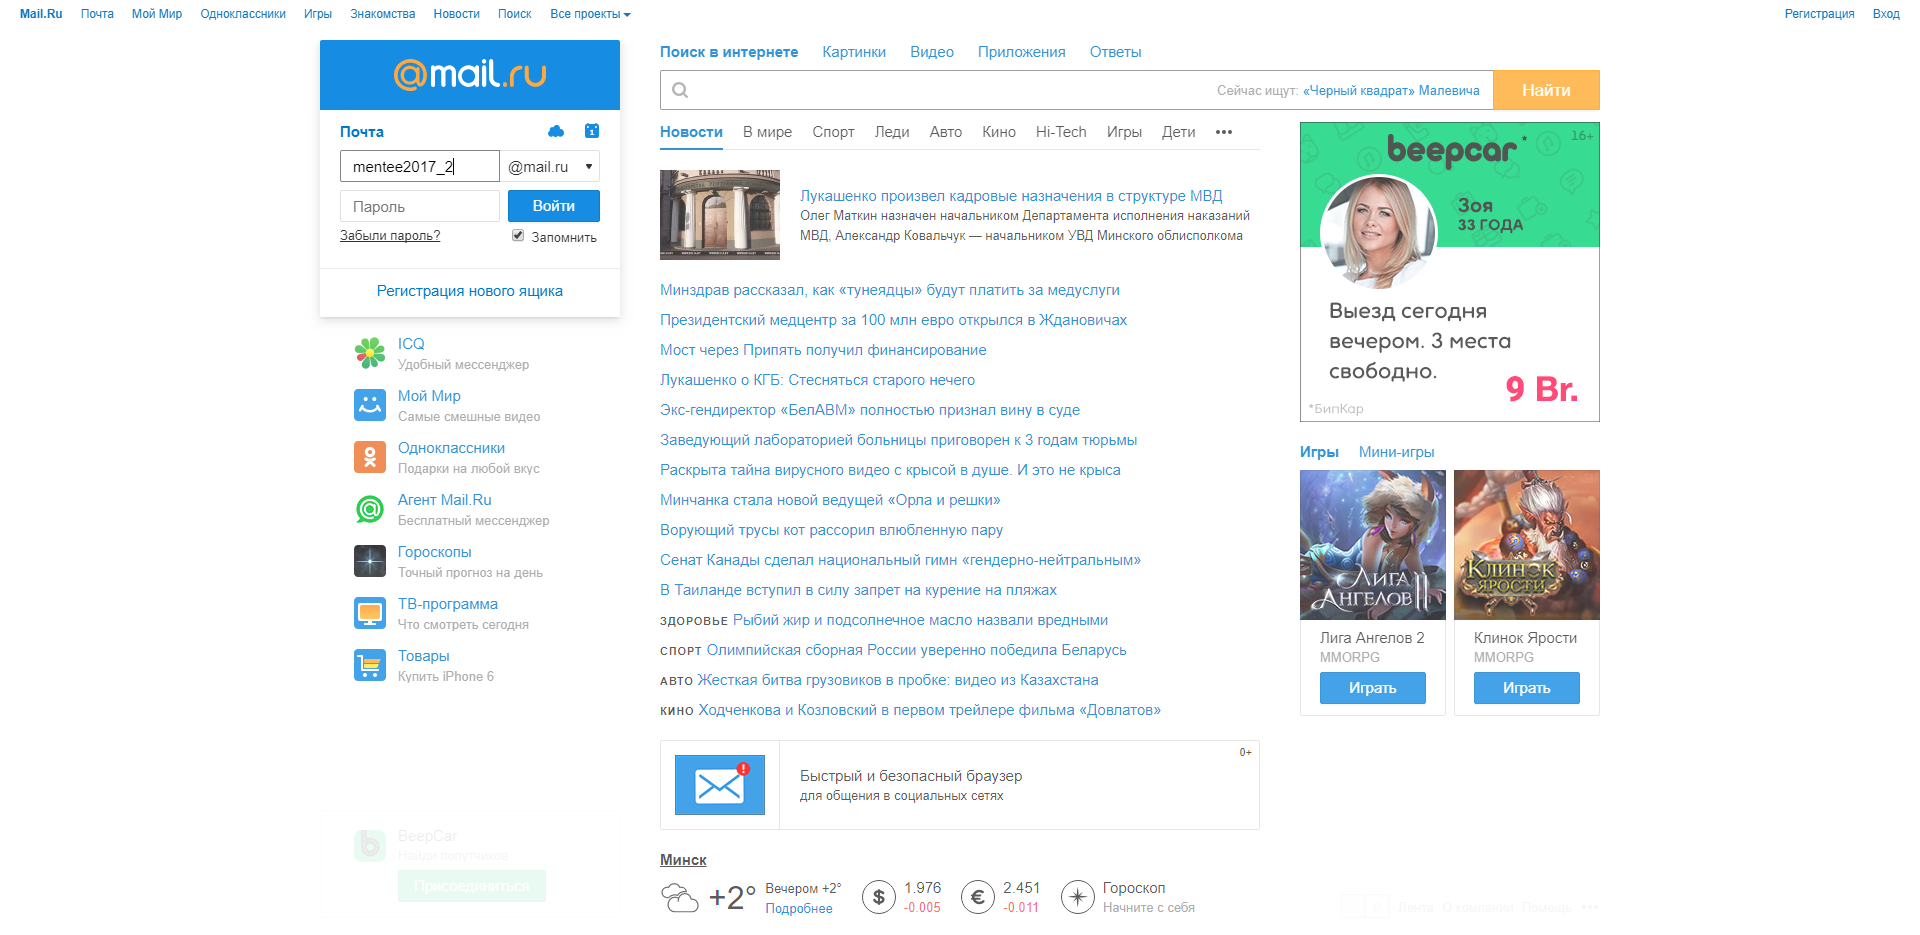 Mail.Ru Почта Мой Мир Одноклассники Игры Знакомства Новости Поиск Все проекты
Регистрация Вход
@mail.ru
Почта
1
mentee2017_2
@mail.ru
Пароль
Войти
Забыли пароль?
Запомнить
Регистрация нового ящика
ICQ
Удобный мессенджер
Мой Мир
Самые смешные видео
Одноклассники
Подарки на любой вкус
Агент Mail.Ru
Бесплатный мессенджер
Гороскопы
Точный прогноз на день
ТВ-программа
Что смотреть сегодня
Товары
Купить iPhone 6
BeepCar
Найди попутчиков
Присоединиться
Поиск в интернете Картинки Видео Приложения Ответы
Сейчас ищут: «Черный квадрат» Малевича
Найти
Новости В мире Спорт Леди Авто Кино Hi-Tech Игры Дети
Лукашенко произвел кадровые назначения в структуре МВД
Олег Маткин назначен начальником Департамента исполнения наказаний
МВД, Александр Ковальчук — начальником УВД Минского облисполкома
Минздрав рассказал, как «тунеядцы» будут платить за медуслуги
Президентский медцентр за 100 млн евро открылся в Ждановичах
Мост через Припять получил финансирование
Лукашенко о КГБ: Стесняться старого нечего
Экс-гендиректор «БелАВМ» полностью признал вину в суде
Заведующий лабораторией больницы приговорен к 3 годам тюрьмы
Раскрыта тайна вирусного видео с крысой в душе. И это не крыса
Минчанка стала новой ведущей «Орла и решки»
Ворующий трусы кот рассорил влюбленную пару
Сенат Канады сделал национальный гимн «гендерно-нейтральным»
В Таиланде вступил в силу запрет на курение на пляжах
ЗДОРОВЬЕ Рыбий жир и подсолнечное масло назвали вредными
СПОРТ Олимпийская сборная России уверенно победила Беларусь
АВТО Жесткая битва грузовиков в пробке: видео из Казахстана
КИНО Ходченкова и Козловский в первом трейлере фильма «Довлатов»
0+
Быстрый и безопасный браузер
для общения в социальных сетях
Минск
+2°
Вечером +2°
Подробнее
$
1.976
-0.005
€
2.451
-0.011
Гороскоп
Начните с себя
16+
beepcar*
Зоя
33 ГОДА
Выезд сегодня
вечером. 3 места
свободно.
9 Br.
*БипКар
Игры Мини-игры
ЛИГА
АНГЕЛОВ II
КЛИНОК
ЯРОСТИ
Лига Ангелов 2
MMORPG
Играть
Клинок Ярости
MMORPG
Играть
Лента О компании Помощь